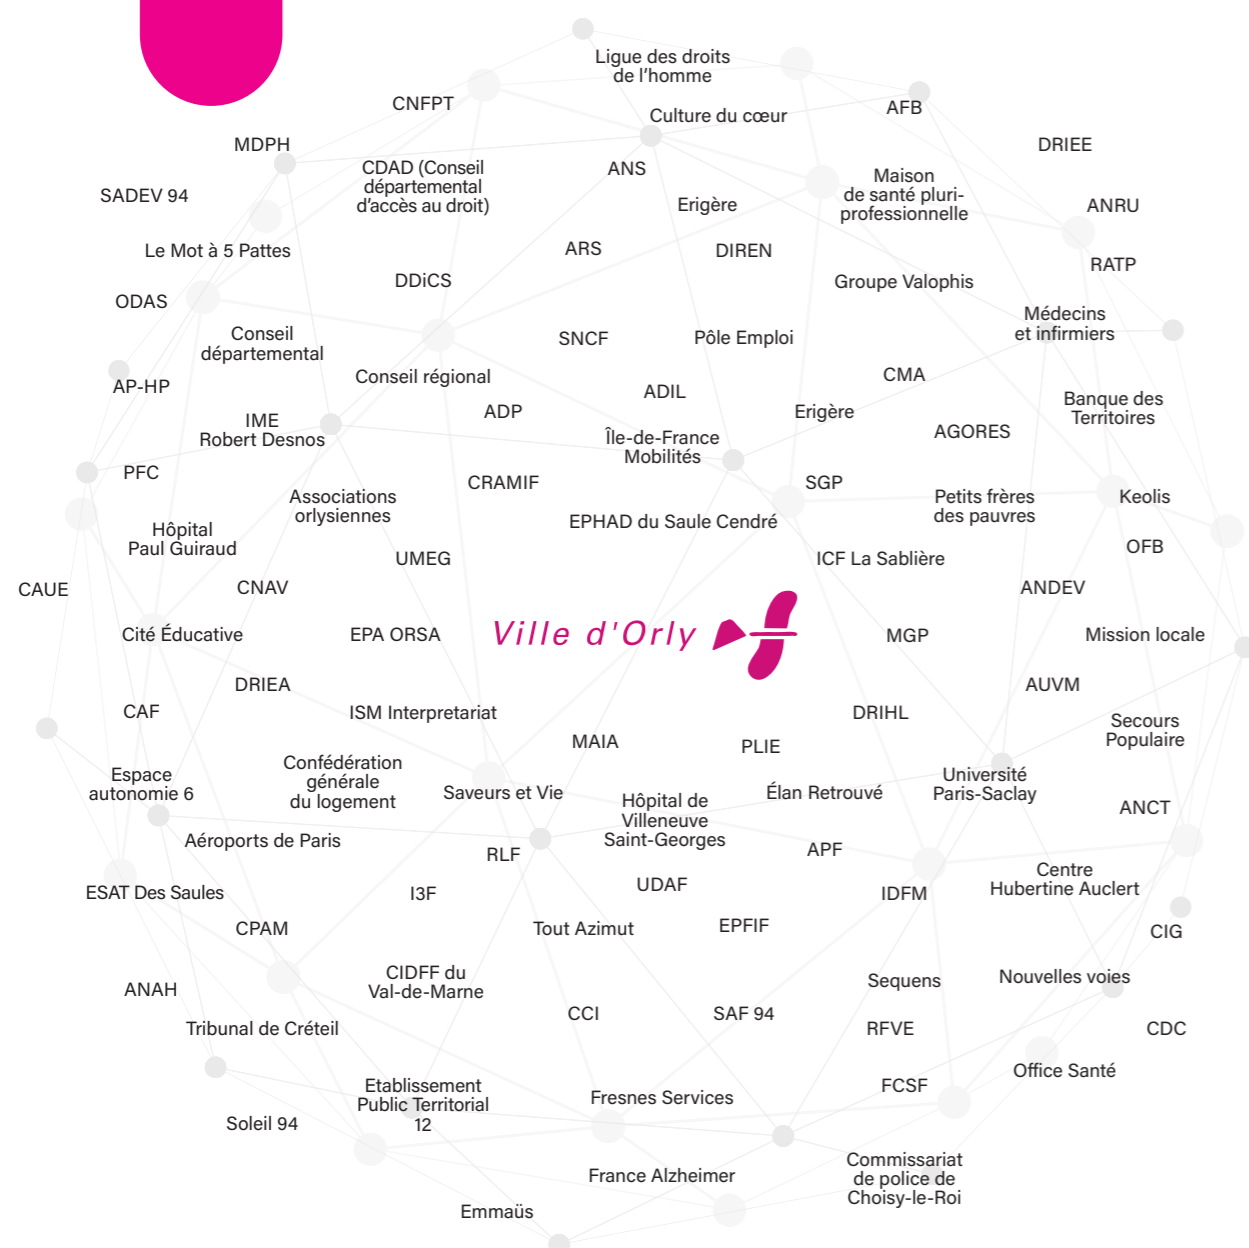 Ligue des droits
de l'homme
CNFPT
AFB
Culture du cœur
MDPH
DRIEE
CDAD (Conseil
départemental
d'accès au droit)
ANS
Maison
de santé pluri-
professionnelle
SADEV 94
Erigère
ANRU
Le Mot à 5 Pattes
ARS
DIREN
RATP
DDiCS
Groupe Valophis
ODAS
Médecins
et infirmiers
Conseil
départemental
SNCF
Pôle Emploi
Conseil régional
CMA
AP-HP
ADIL
Banque des
Territoires
IME
Robert Desnos
ADP
Erigère
AGORES
Île-de-France
Mobilités
PFC
CRAMIF
SGP
Associations
orlysiennes
Petits frères
des pauvres
Keolis
EPHAD du Saule Cendré
Hôpital
Paul Guiraud
OFB
UMEG
ICF La Sablière
CAUE
CNAV
ANDEV
Cité Éducative
EPA ORSA
Ville d'Orly
MGP
Mission locale
DRIEA
AUVM
CAF
ISM Interpretariat
DRIHL
Secours
Populaire
MAIA
PLIE
Confédération
générale
du logement
Espace
autonomie 6
Saveurs et Vie
Élan Retrouvé
Université
Paris-Saclay
Hôpital de
Villeneuve
Saint-Georges
ANCT
Aéroports de Paris
RLF
APF
Centre
Hubertine Auclert
ESAT Des Saules
I3F
UDAF
IDFM
CPAM
Tout Azimut
EPFIF
CIG
CIDFF du
Val-de-Marne
Sequens
Nouvelles voies
ANAH
CCI
SAF 94
Tribunal de Créteil
RFVE
CDC
Office Santé
Etablissement
Public Territorial
12
Fresnes Services
FCSF
Soleil 94
France Alzheimer
Commissariat
de police de
Choisy-le-Roi
Emmaüs